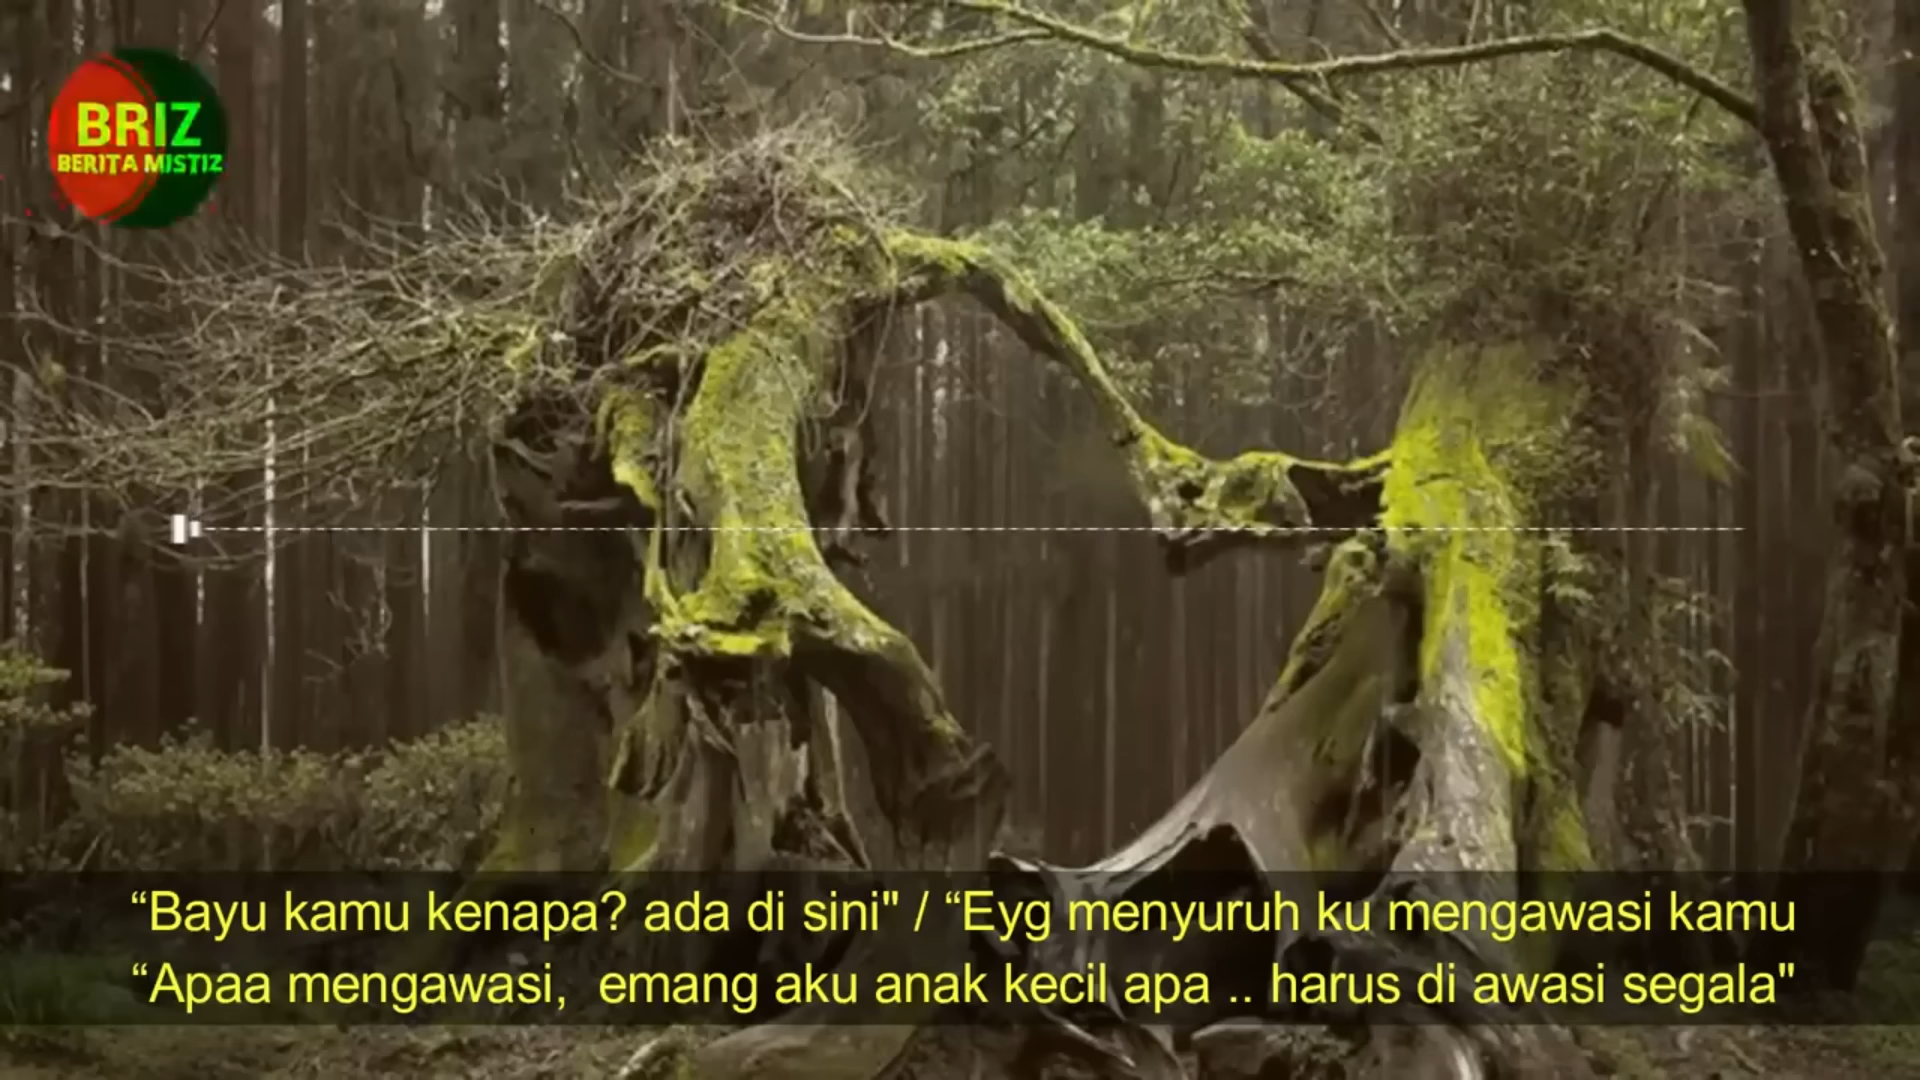 BRIZ
BERITA MISTIZ
“Bayu kamu kenapa? ada di sini" / “Eyg menyuruh ku mengawasi kamu
“Apaa mengawasi,  emang aku anak kecil apa .. harus di awasi segala"